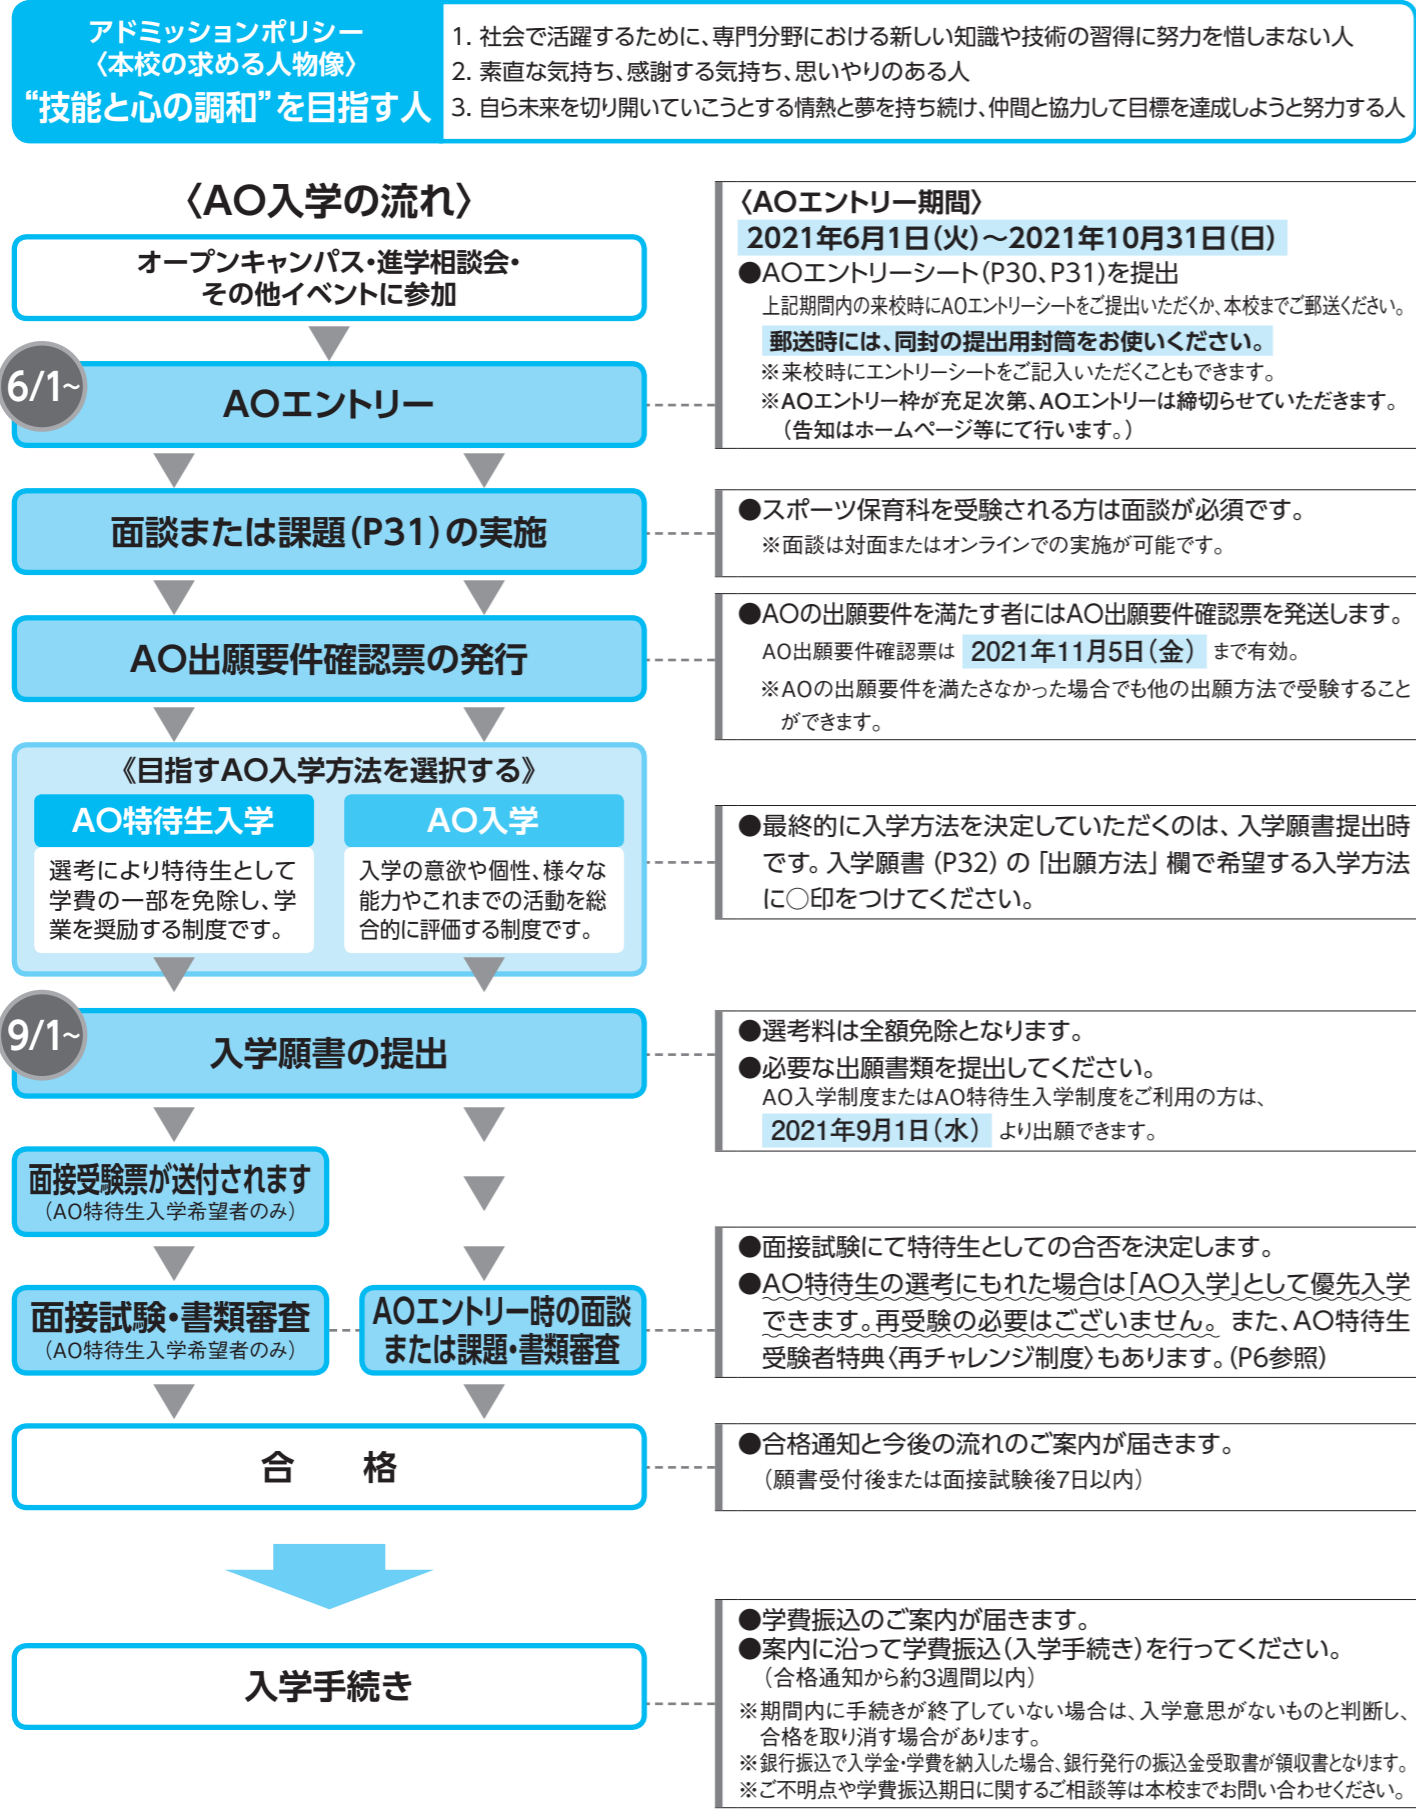 アドミッションポリシー
〈本校の求める人物像〉
“技能と心の調和”を目指す人
1. 社会で活躍するために、専門分野における新しい知識や技術の習得に努力を惜しまない人
2. 素直な気持ち、感謝する気持ち、思いやりのある人
3. 自ら未来を切り開いていこうとする情熱と夢を持ち続け、仲間と協力して目標を達成しようと努力する人
〈AO入学の流れ〉
オープンキャンパス・進学相談会・
その他イベントに参加
6/1~
AOエントリー
〈AOエントリー期間〉
2021年6月1日(火)～2021年10月31日(日)
●AOエントリーシート(P30、P31)を提出
上記期間内の来校時にAOエントリーシートをご提出いただくか、本校までご郵送ください。
郵送時には、同封の提出用封筒をお使いください。
※来校時にエントリーシートをご記入いただくこともできます。
※AOエントリー枠が充足次第、AOエントリーは締切らせていただきます。
(告知はホームページ等にて行います。)
面談または課題(P31)の実施
●スポーツ保育科を受験される方は面談が必須です。
※面談は対面またはオンラインでの実施が可能です。
AO出願要件確認票の発行
●AOの出願要件を満たす者にはAO出願要件確認票を発送します。
AO出願要件確認票は 2021年11月5日(金) まで有効。
※AOの出願要件を満たさなかった場合でも他の出願方法で受験すること
ができます。
《目指すAO入学方法を選択する》
AO特待生入学
選考により特待生として
学費の一部を免除し、学
業を奨励する制度です。
AO入学
入学の意欲や個性、様々な
能力やこれまでの活動を総
合的に評価する制度です。
●最終的に入学方法を決定していただくのは、入学願書提出時
です。入学願書(P32)の「出願方法」欄で希望する入学方法
に○印をつけてください。
9/1~
入学願書の提出
●選考料は全額免除となります。
●必要な出願書類を提出してください。
AO入学制度またはAO特待生入学制度をご利用の方は、
2021年9月1日(水) より出願できます。
面接受験票が送付されます
(AO特待生入学希望者のみ)
面接試験・書類審査
(AO特待生入学希望者のみ)
AOエントリー時の面談
または課題・書類審査
●面接試験にて特待生としての合否を決定します。
●AO特待生の選考にもれた場合は「AO入学」として優先入学
できます。再受験の必要はございません。また、AO特待生
受験者特典〈再チャレンジ制度〉もあります。(P6参照)
合　格
●合格通知と今後の流れのご案内が届きます。
(願書受付後または面接試験後7日以内)
入学手続き
●学費振込のご案内が届きます。
●案内に沿って学費振込(入学手続き)を行ってください。
(合格通知から約3週間以内)
※期間内に手続きが終了していない場合は、入学意思がないものと判断し、
合格を取り消す場合があります。
※銀行振込で入学金・学費を納入した場合、銀行発行の振込金受取書が領収書となります。
※ご不明点や学費振込期日に関するご相談等は本校までお問い合わせください。